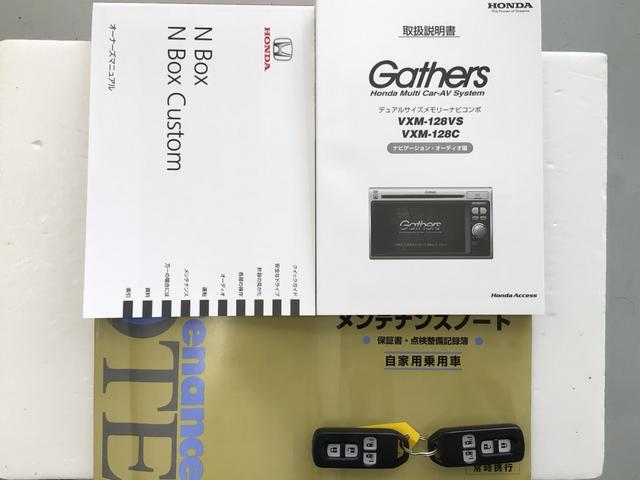 HONDA
N Box
N Box Custom
オーナーズマニュアル
クイックガイド
安全なドライブ
計器の見かた
各部の操作
オーディオ
運転
メンテナンス
万一の場合には
資料
索引
HONDA
The Power of Dreams
取扱説明書
Gathers
Honda Multi Car-AV System
デュアルサイズメモリーナビコンポ
VXM-128VS
VXM-128C
ナビゲーション・オーディオ編
Gathers
Honda Access
メンテナンスノート
保証書・点検整備記録簿
自家用乗用車
enance
OTE
常時携行